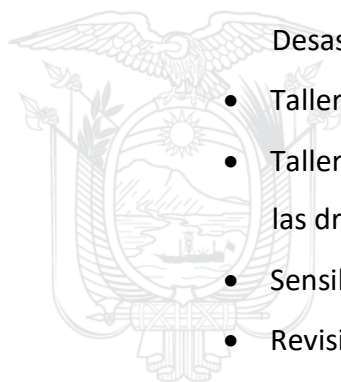 Desas
• Taller
• Taller
las dr
• Sensil
• Revisi